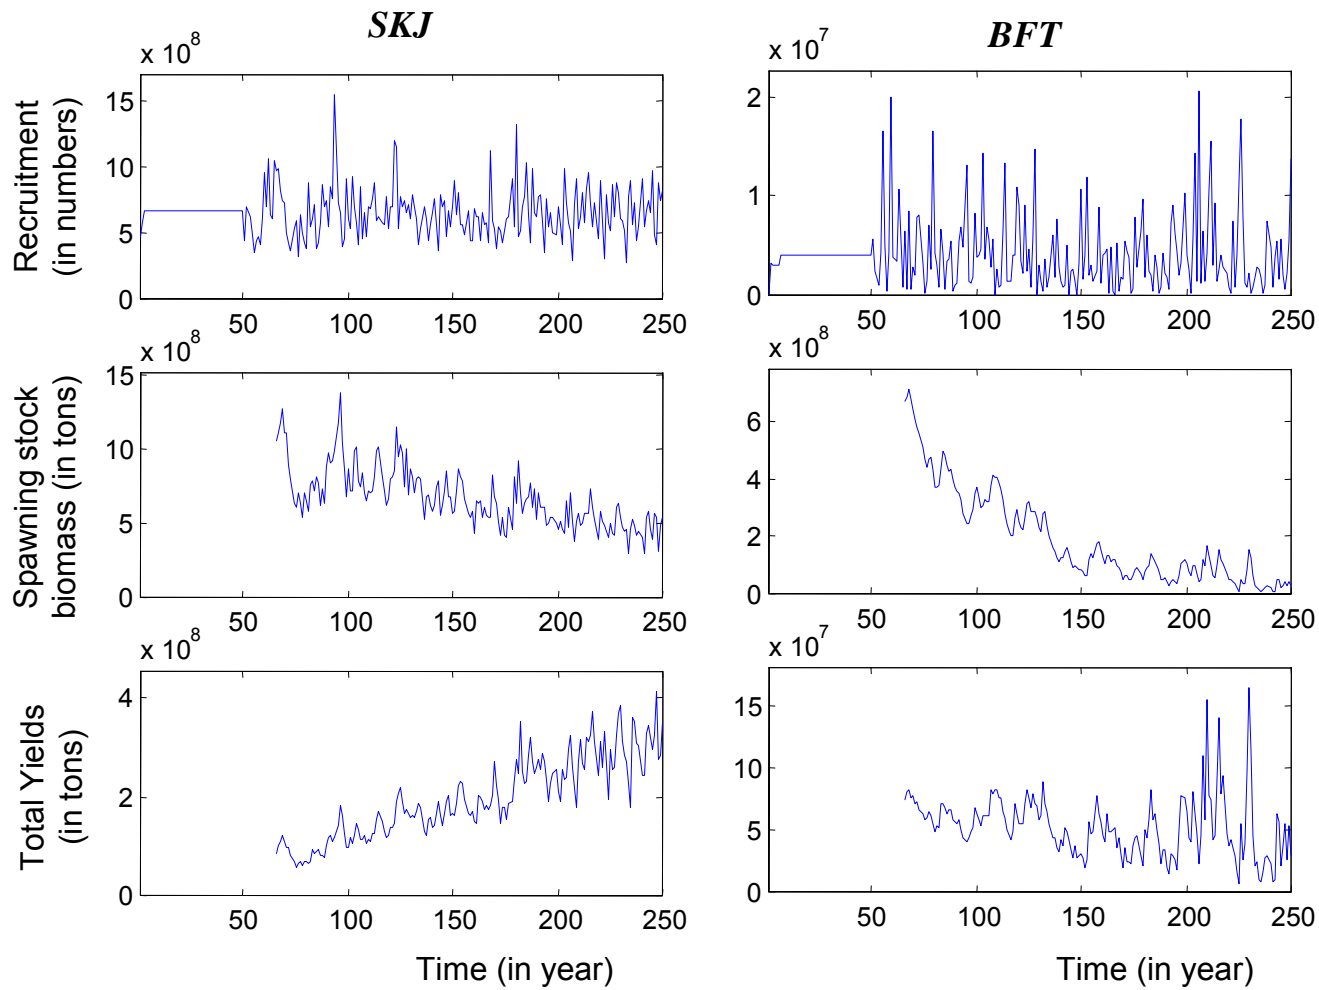 SKJ
BFT
x 10^8
Recruitment
(in numbers)
15
10
5
0
50 100 150 200 250
x 10^7
2
1
0
50 100 150 200 250
x 10^8
Spawning stock
biomass (in tons)
15
10
5
0
50 100 150 200 250
x 10^8
6
4
2
0
50 100 150 200 250
x 10^8
Total Yields
(in tons)
4
2
0
50 100 150 200 250
Time (in year)
x 10^7
15
10
5
0
50 100 150 200 250
Time (in year)